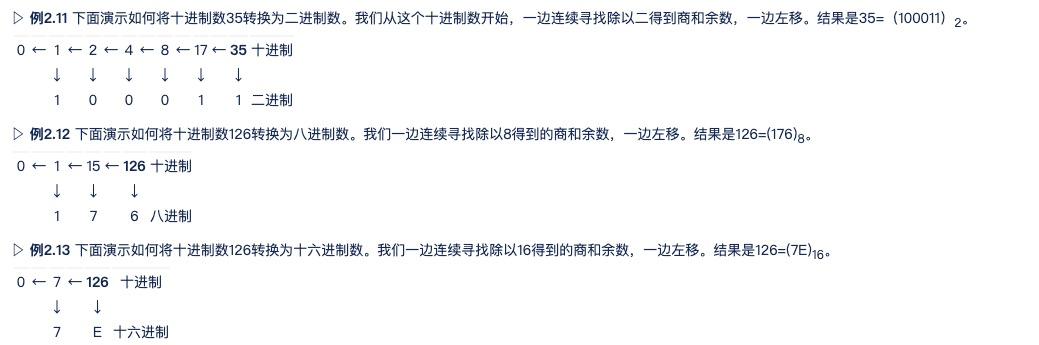 ▷ 例2.11 下面演示如何将十进制数35转换为二进制数。我们从这个十进制数开始，一边连续寻找除以二得到商和余数，一边左移。结果是35=（100011）2。
0 ← 1 ← 2 ← 4 ← 8 ← 17 ← 35 十进制
↓ ↓ ↓ ↓ ↓ ↓
1 0 0 0 1 1 二进制
▷ 例2.12 下面演示如何将十进制数126转换为八进制数。我们一边连续寻找除以8得到的商和余数，一边左移。结果是126=(176)8。
0 ← 1 ← 15 ← 126 十进制
↓ ↓ ↓
1 7 6 八进制
▷ 例2.13 下面演示如何将十进制数126转换为十六进制数。我们一边连续寻找除以16得到的商和余数，一边左移。结果是126=(7E)16。
0 ← 7 ← 126 十进制
↓ ↓
7 E 十六进制